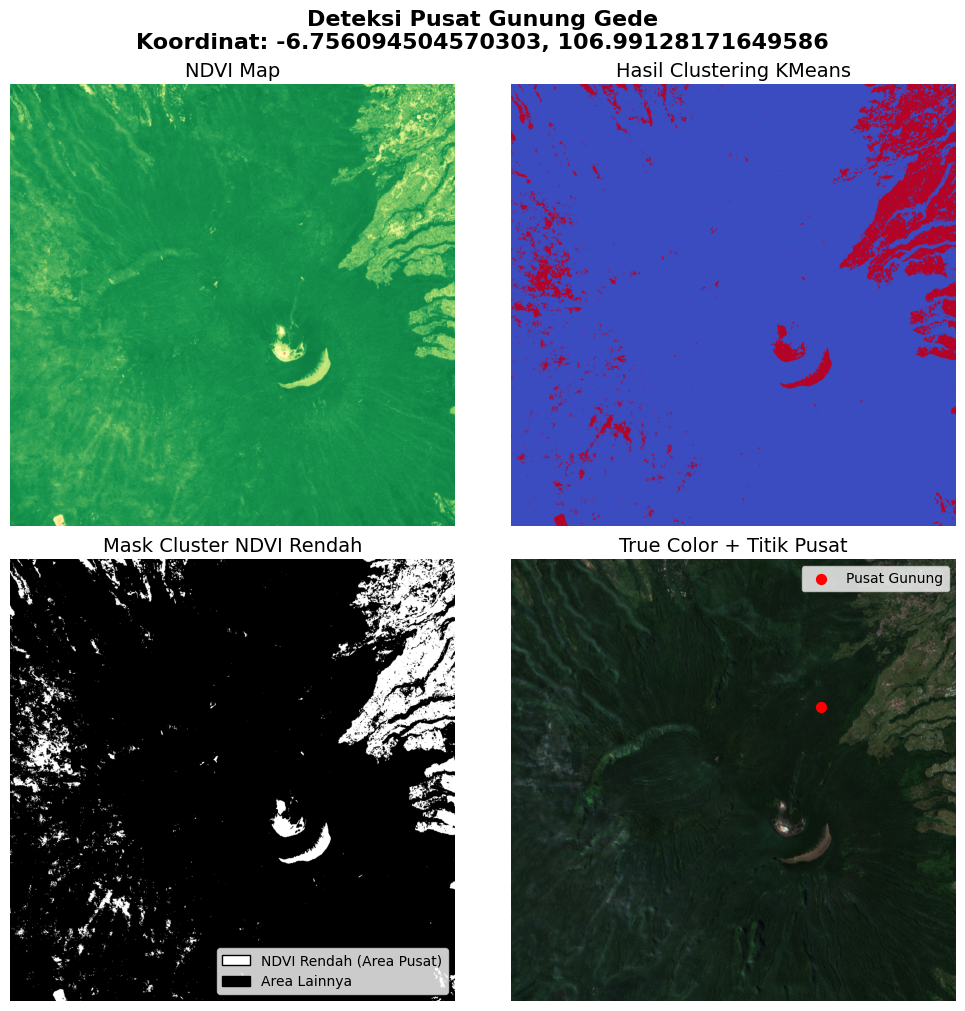 Deteksi Pusat Gunung Gede
Koordinat: -6.756094504570303, 106.99128171649586
NDVI Map
Hasil Clustering KMeans
Mask Cluster NDVI Rendah
NDVI Rendah (Area Pusat)
Area Lainnya
True Color + Titik Pusat
Pusat Gunung